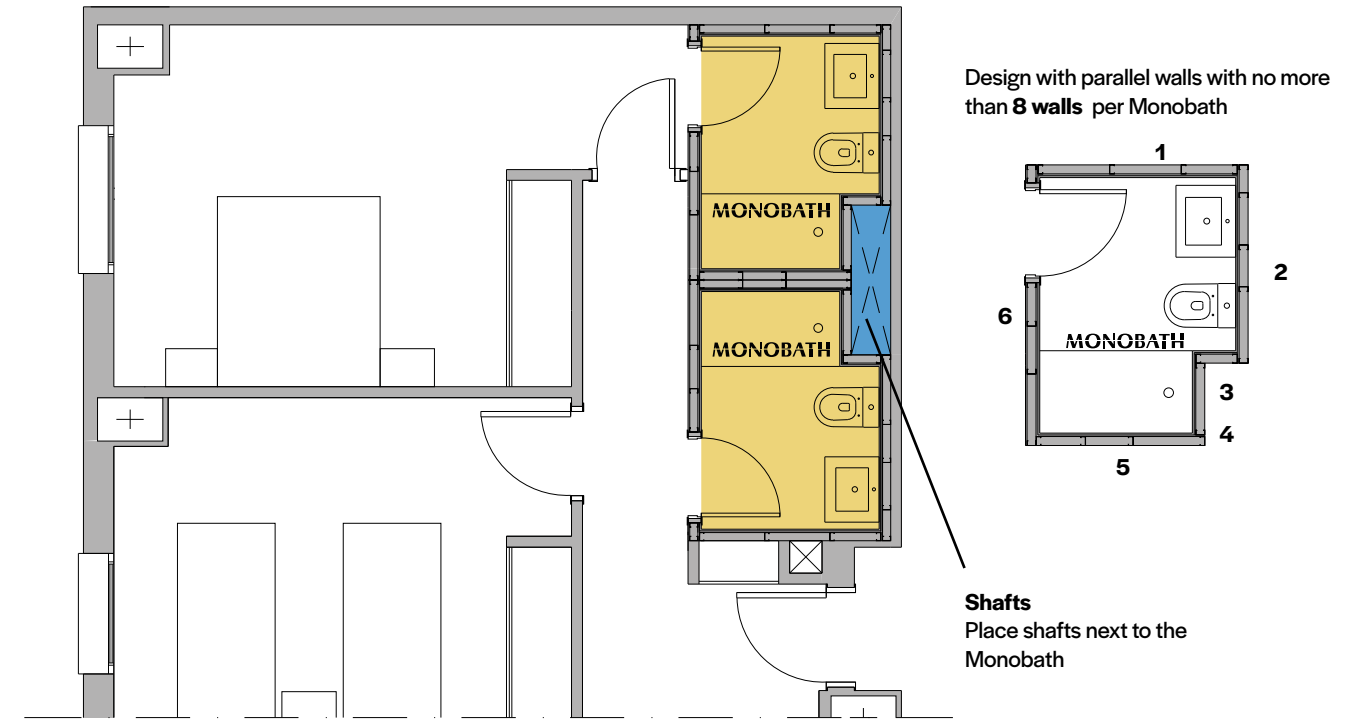 Design with parallel walls with no more
than 8 walls per Monobath
1
2
MONOBATH
6
MONOBATH
MONOBATH
3
4
5
Shafts
Place shafts next to the
Monobath